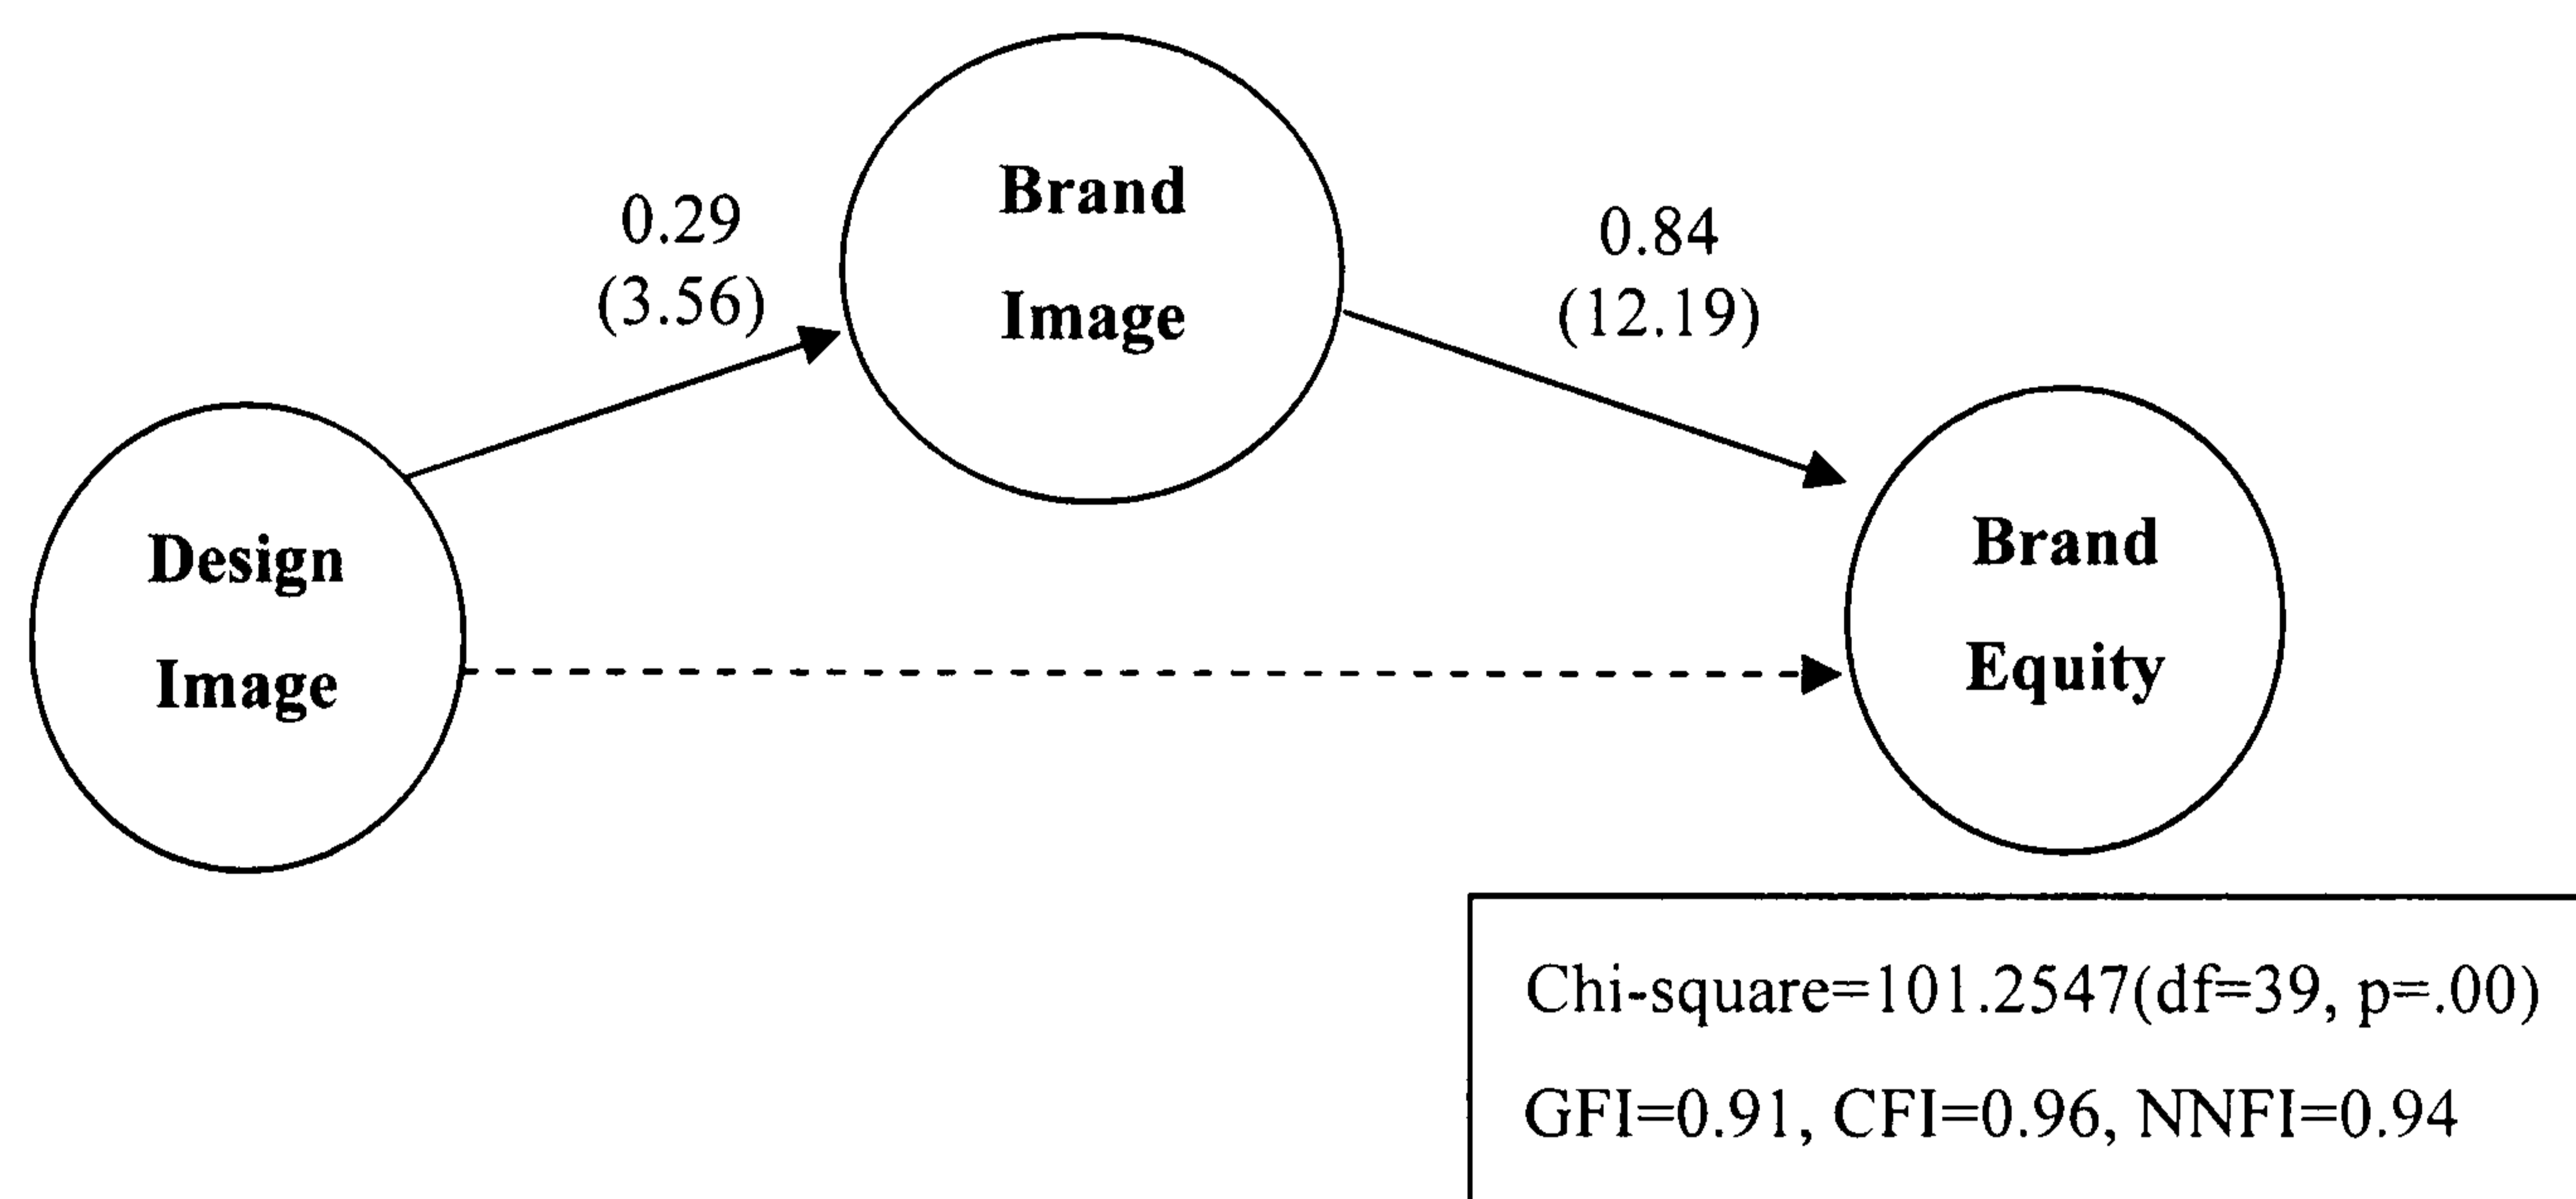 Brand
Image
0.29
(3.56)
0.84
(12.19)
Design
Image
Brand
Equity
Chi-square=101.2547(df=39, p=.00)
GFI=0.91, CFI=0.96, NNFI=0.94